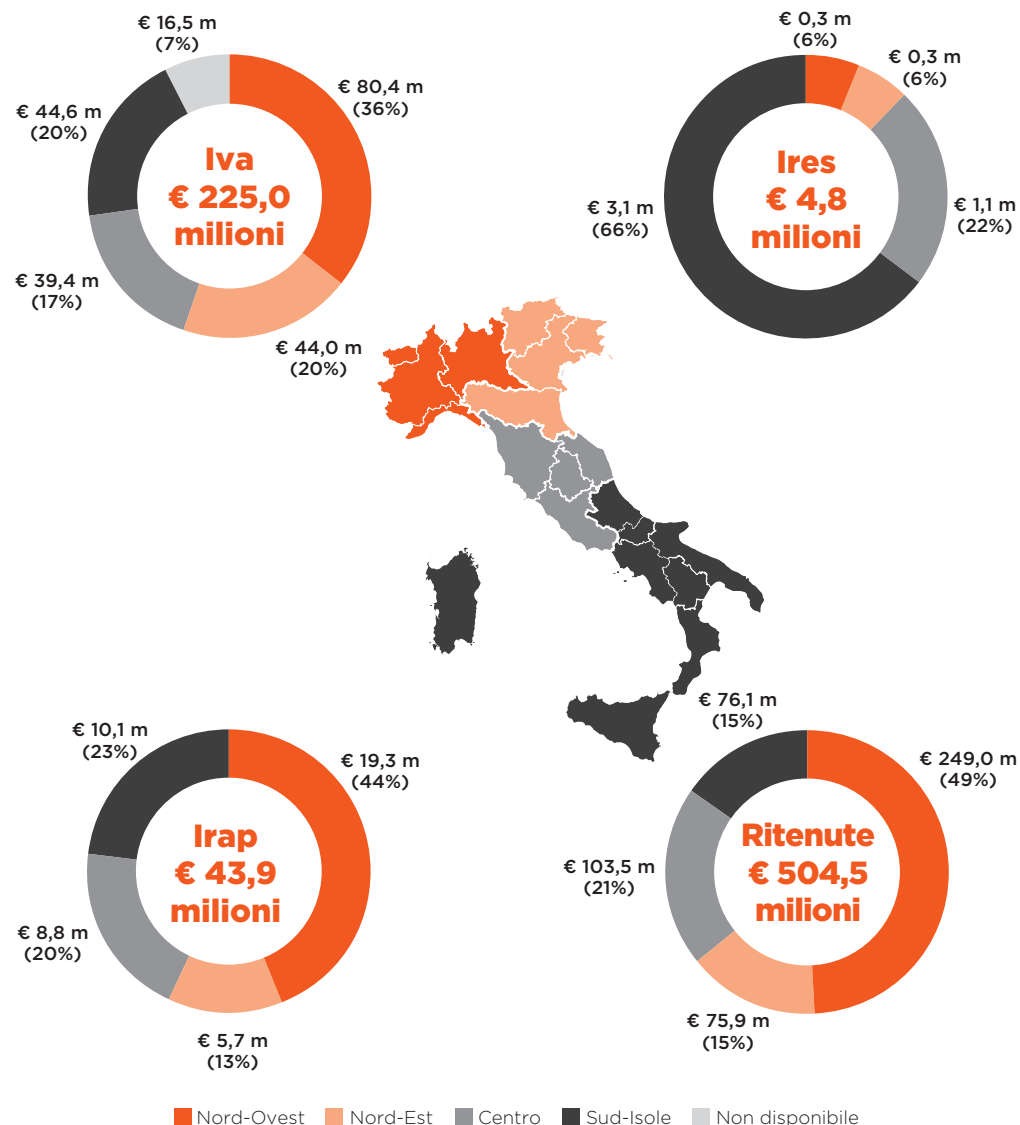 € 16,5 m
(7%)
€ 80,4 m
(36%)
€ 44,6 m
(20%)
Iva
€ 225,0
milioni
€ 39,4 m
(17%)
€ 44,0 m
(20%)
€ 0,3 m
(6%)
€ 0,3 m
(6%)
Ires
€ 4,8
milioni
€ 3,1 m
(66%)
€ 1,1 m
(22%)
€ 10,1 m
(23%)
€ 19,3 m
(44%)
Irap
€ 43,9
milioni
€ 8,8 m
(20%)
€ 5,7 m
(13%)
€ 76,1 m
(15%)
€ 249,0 m
(49%)
Ritenute
€ 504,5
milioni
€ 103,5 m
(21%)
€ 75,9 m
(15%)
Nord-Ovest Nord-Est Centro Sud-Isole Non disponibile